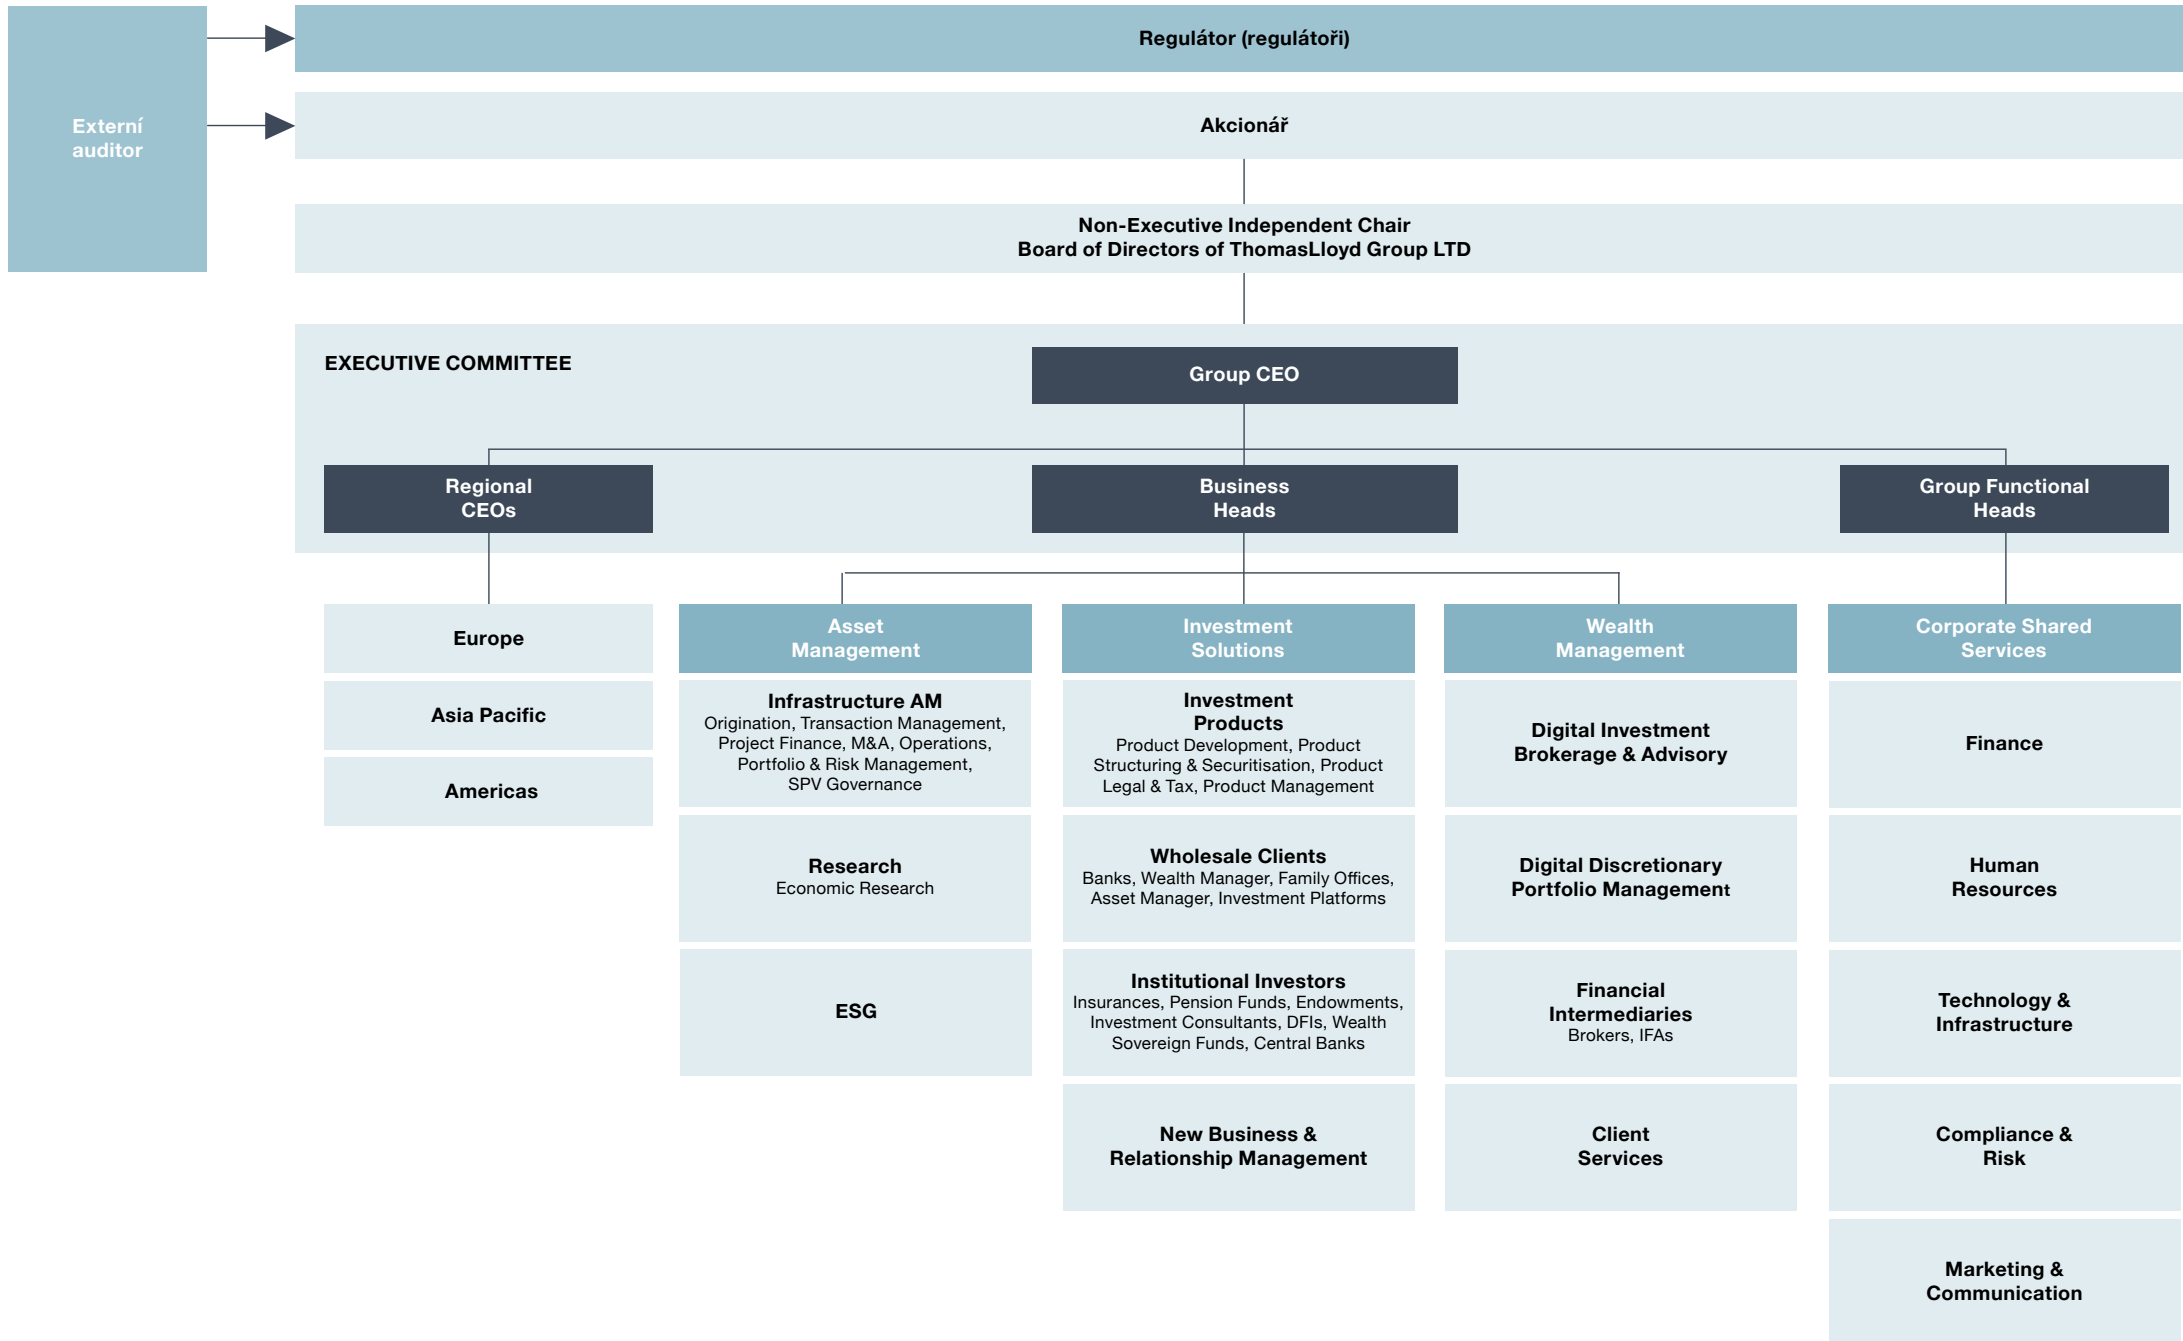 Regulátor (regulátoři)
Externí
auditor
Akcionář
Non-Executive Independent Chair
Board of Directors of ThomasLloyd Group LTD
EXECUTIVE COMMITTEE
Group CEO
Regional
CEOs
Business
Heads
Group Functional
Heads
Europe
Asia Pacific
Americas
Asset
Management
Infrastructure AM
Origination, Transaction Management,
Project Finance, M&A, Operations,
Portfolio & Risk Management,
SPV Governance
Research
Economic Research
ESG
Investment
Solutions
Investment
Products
Product Development, Product
Structuring & Securitisation, Product
Legal & Tax, Product Management
Wholesale Clients
Banks, Wealth Manager, Family Offices,
Asset Manager, Investment Platforms
Institutional Investors
Insurances, Pension Funds, Endowments,
Investment Consultants, DFIs, Wealth
Sovereign Funds, Central Banks
New Business &
Relationship Management
Wealth
Management
Digital Investment
Brokerage & Advisory
Digital Discretionary
Portfolio Management
Financial
Intermediaries
Brokers, IFAs
Client
Services
Corporate Shared
Services
Finance
Human
Resources
Technology &
Infrastructure
Compliance &
Risk
Marketing &
Communication